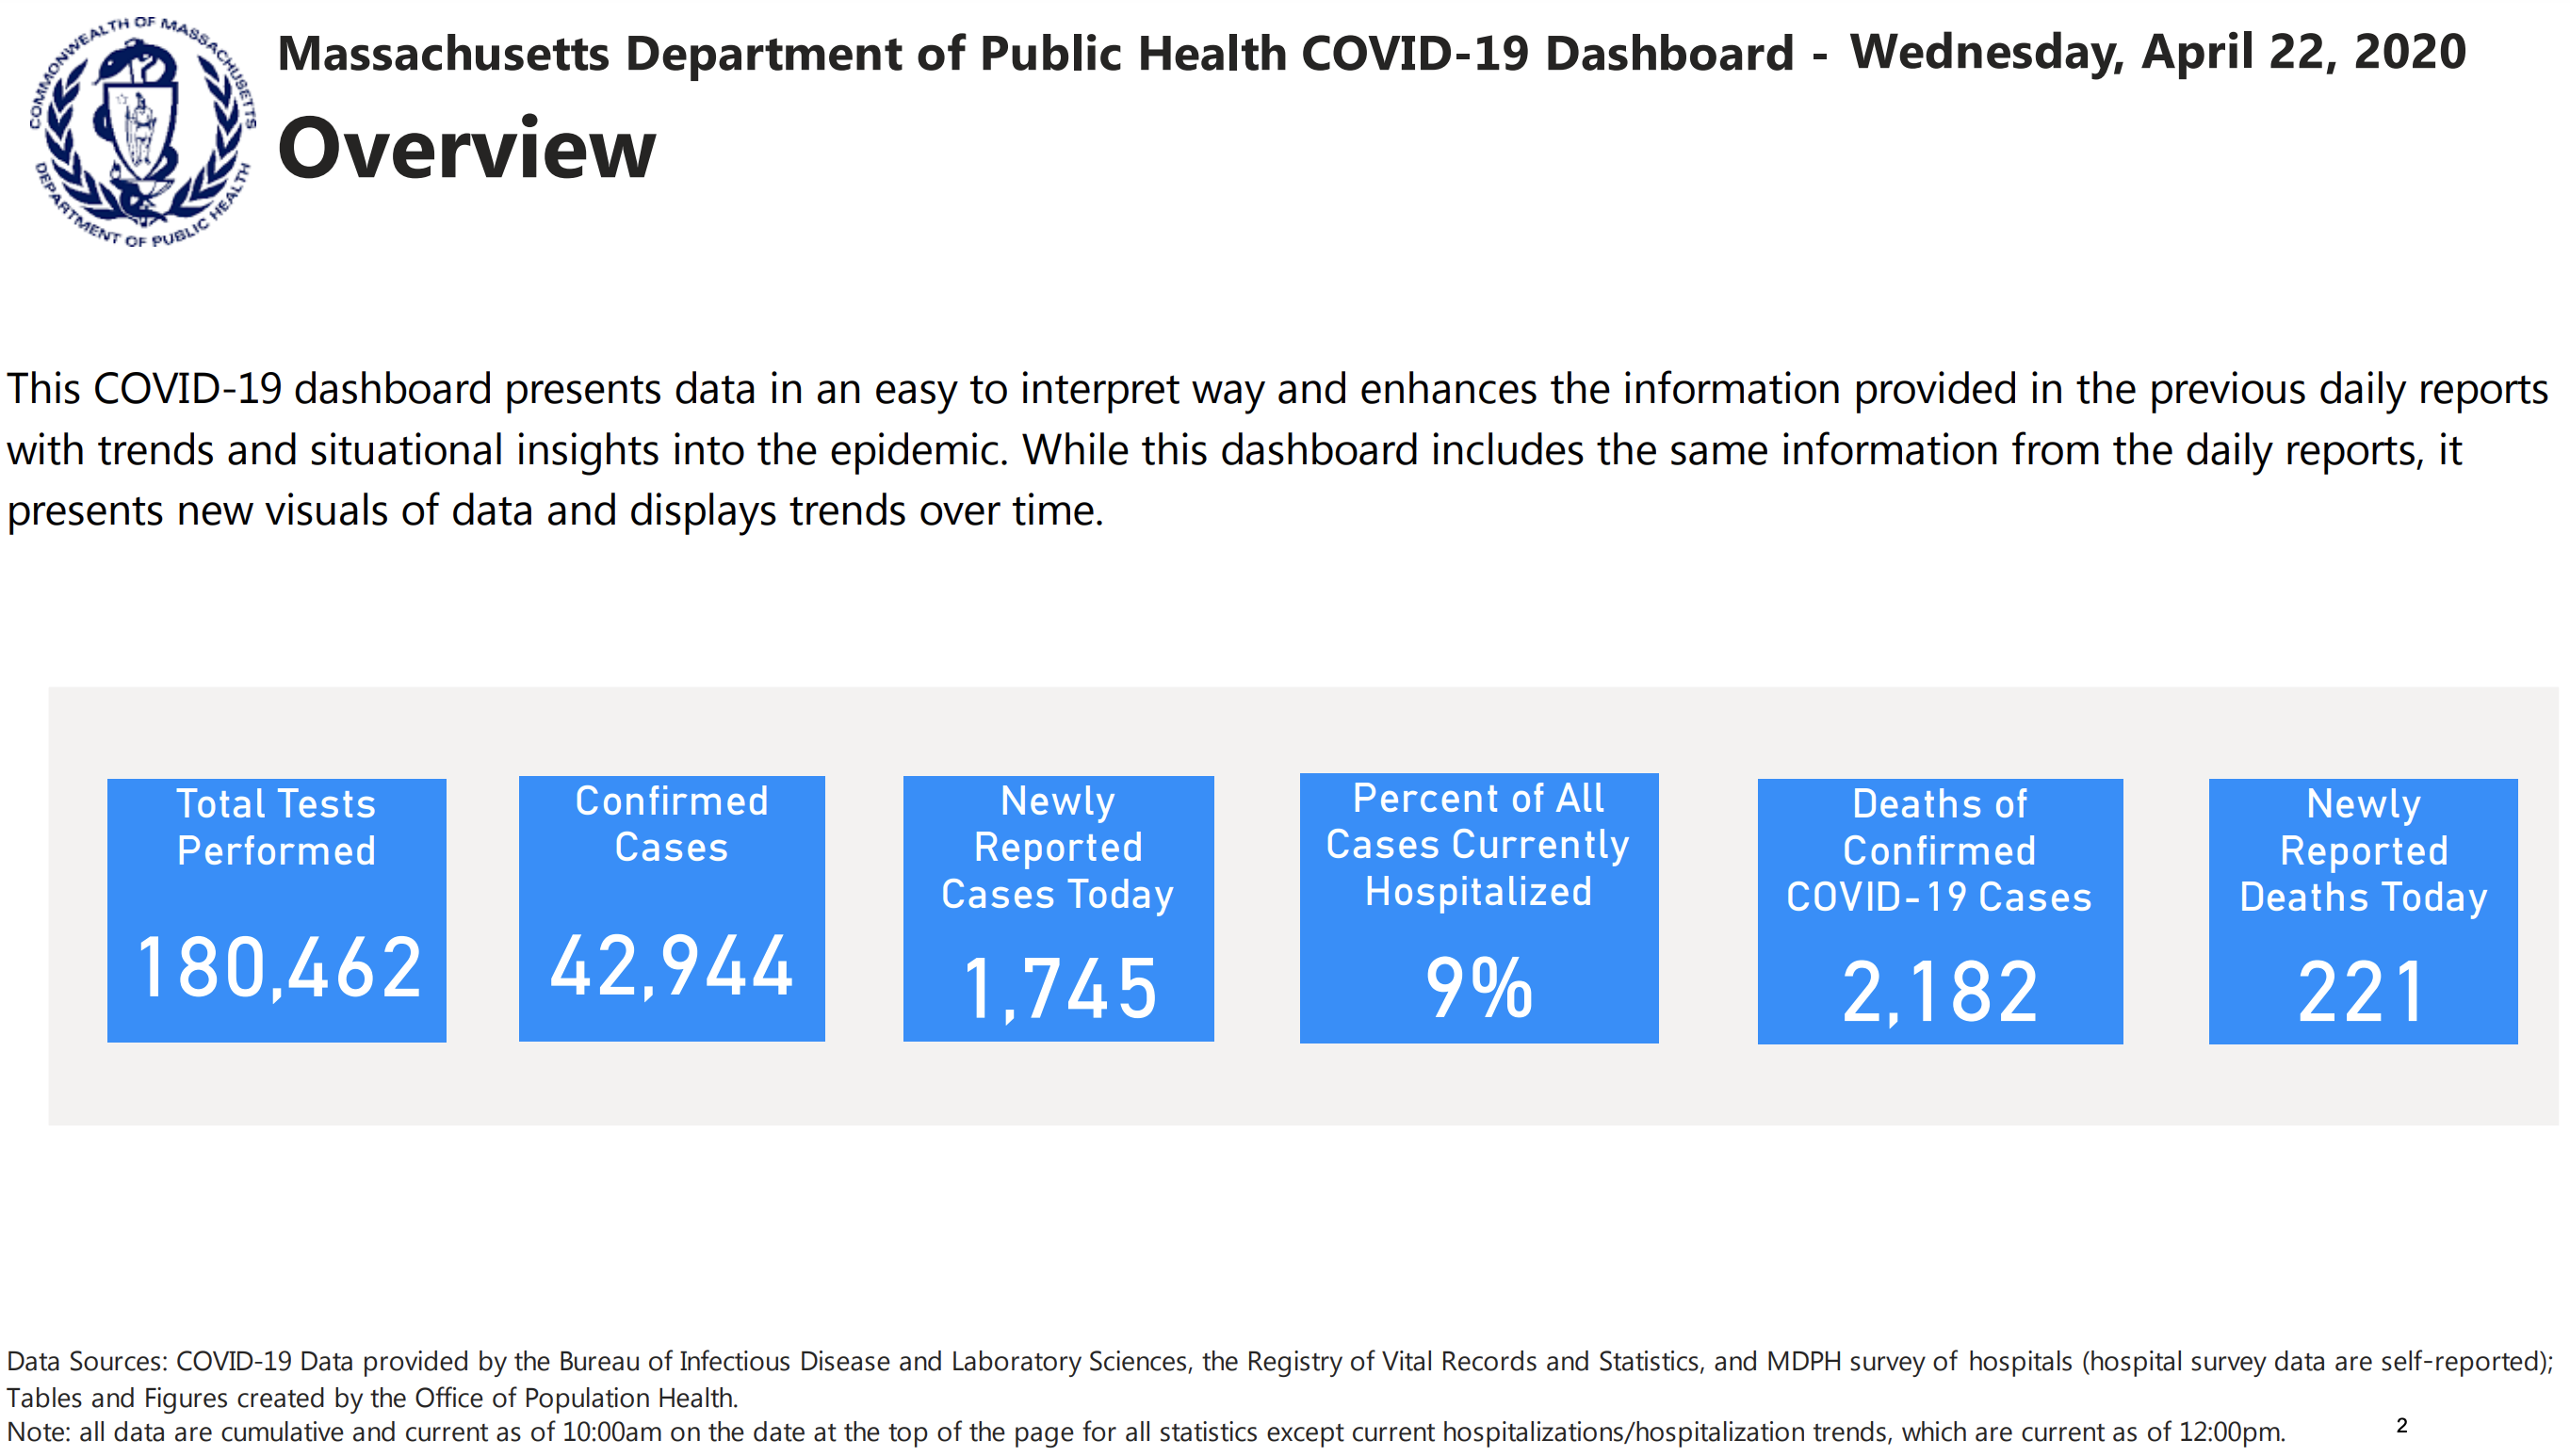 COMMONWEALTH OF MASSACHUSETTS
DEPARTMENT OF PUBLIC HEALTH
Massachusetts Department of Public Health COVID-19 Dashboard - Wednesday, April 22, 2020
Overview
This COVID-19 dashboard presents data in an easy to interpret way and enhances the information provided in the previous daily reports
with trends and situational insights into the epidemic. While this dashboard includes the same information from the daily reports, it
presents new visuals of data and displays trends over time.
Total Tests
Performed
180,462
Confirmed
Cases
42,944
Newly
Reported
Cases Today
1,745
Percent of All
Cases Currently
Hospitalized
9%
Deaths of
Confirmed
COVID-19 Cases
2,182
Newly
Reported
Deaths Today
221
Data Sources: COVID-19 Data provided by the Bureau of Infectious Disease and Laboratory Sciences, the Registry of Vital Records and Statistics, and MDPH survey of hospitals (hospital survey data are self-reported);
Tables and Figures created by the Office of Population Health.
Note: all data are cumulative and current as of 10:00am on the date at the top of the page for all statistics except current hospitalizations/hospitalization trends, which are current as of 12:00pm.
2